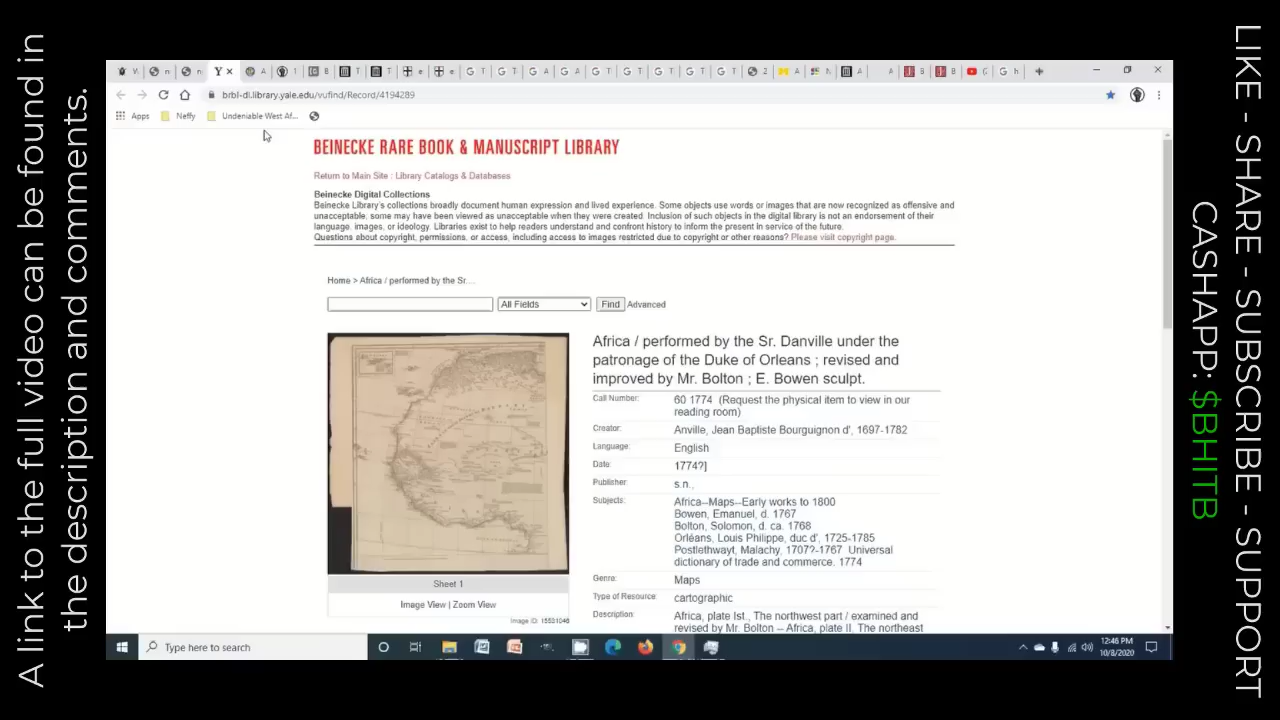 A link to the full video can be found in
the description and comments.
brbl-dl.library.yale.edu/vufind/Record/4194289
Apps
Neffy
Undeniable West Af...
BEINECKE RARE BOOK & MANUSCRIPT LIBRARY
Return to Main Site : Library Catalogs & Databases
Beinecke Digital Collections
Beinecke Library's collections broadly document human expression and lived experience. Some objects use words or images that are now recognized as offensive and
unacceptable, some may have been viewed as unacceptable when they were created. Inclusion of such objects in the digital library is not an endorsement of their
language, images, or ideology. Libraries exist to help readers understand and confront history to inform the present in service of the future.
Questions about copyright, permissions, or access, including access to images restricted due to copyright or other reasons? Please visit copyright page.
Home > Africa / performed by the Sr....
All Fields
Find
Advanced
Africa / performed by the Sr. Danville under the
patronage of the Duke of Orleans ; revised and
improved by Mr. Bolton ; E. Bowen sculpt.
Call Number: 60 1774 (Request the physical item to view in our
reading room)
Creator: Anville, Jean Baptiste Bourguignon d', 1697-1782
Language: English
Date: 1774?]
Publisher: s.n.,
Subjects: Africa--Maps--Early works to 1800
Bowen, Emanuel, d. 1767
Bolton, Solomon, d. ca. 1768
Orléans, Louis Philippe, duc d', 1725-1785
Postlethwayt, Malachy, 1707?-1767 Universal
dictionary of trade and commerce. 1774
Genre: Maps
Type of Resource: cartographic
Description: Africa, plate Ist., The northwest part / examined and
revised by Mr. Bolton -- Africa, plate II, The northeast
Sheet 1
Image View | Zoom View
Image ID: 15531046
Type here to search
12:46 PM
10/8/2020
LIKE - SHARE - SUBSCRIBE - SUPPORT
CASHAPP: $BHITB